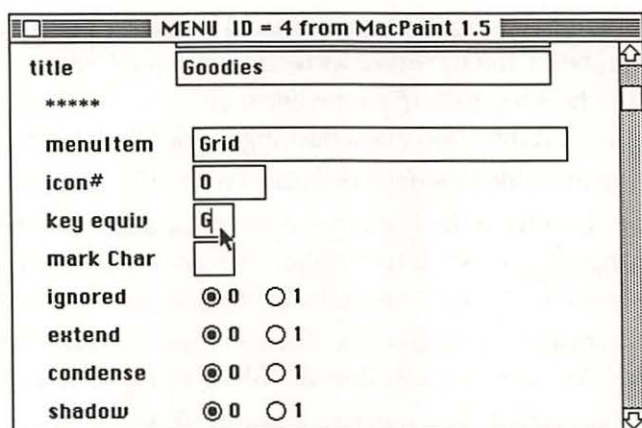 MENU ID = 4 from MacPaint 1.5
title Goodies
*****
menuItem Grid
icon# 0
key equiv G
mark Char
ignored 0 1
extend 0 1
condense 0 1
shadow 0 1